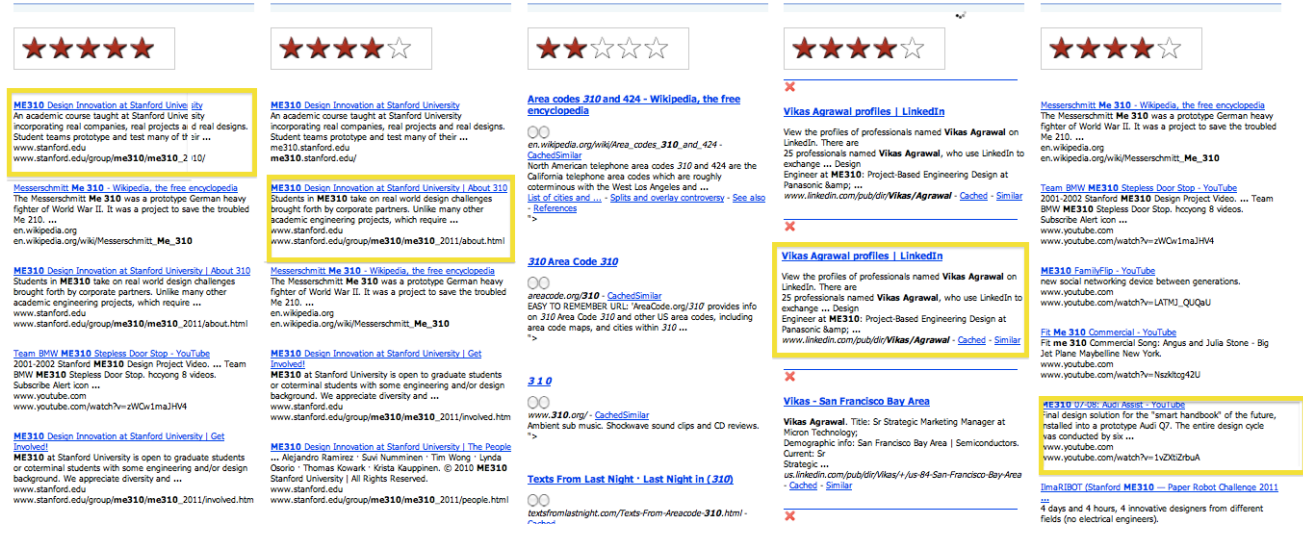 ME310 Design Innovation at Stanford University
An academic course taught at Stanford University
incorporating real companies, real projects and real designs.
Student teams prototype and test many of their ...
www.stanford.edu
www.stanford.edu/group/me310/me310_2010/
Messerschmitt Me 310 - Wikipedia, the free encyclopedia
The Messerschmitt Me 310 was a prototype German heavy
fighter of World War II. It was a project to save the troubled
Me 210. ...
en.wikipedia.org
en.wikipedia.org/wiki/Messerschmitt_Me_310
ME310 Design Innovation at Stanford University | About 310
Students in ME310 take on real world design challenges
brought forth by corporate partners. Unlike many other
academic engineering projects, which require ...
www.stanford.edu
www.stanford.edu/group/me310/me310_2011/about.html
Team BMW ME310 Stepless Door Stop - YouTube
2001-2002 Stanford ME310 Design Project Video. ... Team
BMW ME310 Stepless Door Stop. hccyong 8 videos.
Subscribe Alert icon ...
www.youtube.com
www.youtube.com/watch?v=zWCw1maJHV4
ME310 Design Innovation at Stanford University | Get
Involved!
ME310 at Stanford University is open to graduate students
or coterminal students with some engineering and/or design
background. We appreciate diversity and ...
www.stanford.edu
www.stanford.edu/group/me310/me310_2011/involved.htm
ME310 Design Innovation at Stanford University
An academic course taught at Stanford University
incorporating real companies, real projects and real designs.
Student teams prototype and test many of their ...
me310.stanford.edu
me310.stanford.edu/
ME310 Design Innovation at Stanford University | About 310
Students in ME310 take on real world design challenges
brought forth by corporate partners. Unlike many other
academic engineering projects, which require ...
www.stanford.edu
www.stanford.edu/group/me310/me310_2011/about.html
Messerschmitt Me 310 - Wikipedia, the free encyclopedia
The Messerschmitt Me 310 was a prototype German heavy
fighter of World War II. It was a project to save the troubled
Me 210. ...
en.wikipedia.org
en.wikipedia.org/wiki/Messerschmitt_Me_310
ME310 Design Innovation at Stanford University | Get
Involved!
ME310 at Stanford University is open to graduate students
or coterminal students with some engineering and/or design
background. We appreciate diversity and ...
www.stanford.edu
www.stanford.edu/group/me310/me310_2011/involved.htm
ME310 Design Innovation at Stanford University | The People
... Alejandro Ramirez · Suvi Numminen · Tim Wong · Lynda
Osorio · Thomas Kowark · Krista Kauppinen. © 2010 ME310
Stanford University | All Rights Reserved.
www.stanford.edu
www.stanford.edu/group/me310/me310_2011/people.html
Area codes 310 and 424 - Wikipedia, the free
encyclopedia
en.wikipedia.org/wiki/Area_codes_310_and_424 -
CachedSimilar
North American telephone area codes 310 and 424 are the
California telephone area codes which are roughly
coterminous with the West Los Angeles and ...
List of cities and ... - Splits and overlay controversy - See also
- References
">
310 Area Code 310
areacode.org/310 - CachedSimilar
EASY TO REMEMBER URL: 'AreaCode.org/310' provides info
on 310 Area Code 310 and other US area codes, including
area code maps, and cities within 310 ...
">
3 1 0
www.310.org/ - CachedSimilar
Ambient sub music. Shockwave sound clips and CD reviews.
">
Texts From Last Night · Last Night in (310)
textsfromlastnight.com/Texts-From-Areacode-310.html -
Cached
Vikas Agrawal profiles | LinkedIn
View the profiles of professionals named Vikas Agrawal on
LinkedIn. There are
25 professionals named Vikas Agrawal, who use LinkedIn to
exchange ... Design
Engineer at ME310: Project-Based Engineering Design at
Panasonic &amp; ...
www.linkedin.com/pub/dir/Vikas/Agrawal - Cached - Similar
Vikas Agrawal profiles | LinkedIn
View the profiles of professionals named Vikas Agrawal on
LinkedIn. There are
25 professionals named Vikas Agrawal, who use LinkedIn to
exchange ... Design
Engineer at ME310: Project-Based Engineering Design at
Panasonic &amp; ...
www.linkedin.com/pub/dir/Vikas/Agrawal - Cached - Similar
Vikas - San Francisco Bay Area
Vikas Agrawal. Title: Sr Strategic Marketing Manager at
Micron Technology;
Demographic info: San Francisco Bay Area | Semiconductors.
Current: Sr
Strategic ...
us.linkedin.com/pub/dir/Vikas/+/us-84-San-Francisco-Bay-Area
- Cached - Similar
Messerschmitt Me 310 - Wikipedia, the free encyclopedia
The Messerschmitt Me 310 was a prototype German heavy
fighter of World War II. It was a project to save the troubled
Me 210. ...
en.wikipedia.org
en.wikipedia.org/wiki/Messerschmitt_Me_310
Team BMW ME310 Stepless Door Stop - YouTube
2001-2002 Stanford ME310 Design Project Video. ... Team
BMW ME310 Stepless Door Stop. hccyong 8 videos.
Subscribe Alert icon ...
www.youtube.com
www.youtube.com/watch?v=zWCw1maJHV4
ME310 FamilyFlip - YouTube
new social networking device between generations.
www.youtube.com
www.youtube.com/watch?v=LATMJ_QUQaU
Fit Me 310 Commercial - YouTube
Fit me 310 Commercial Song: Angus and Julia Stone - Big
Jet Plane Maybelline New York.
www.youtube.com
www.youtube.com/watch?v=Nszkltcg42U
ME310 07-08: Audi Assist - YouTube
Final design solution for the "smart handbook" of the future,
installed into a prototype Audi Q7. The entire design cycle
was conducted by six ...
www.youtube.com
www.youtube.com/watch?v=1vZXtiZrbuA
IlmaRIBOT (Stanford ME310 — Paper Robot Challenge 2011
...
4 days and 4 hours, 4 innovative designers from different
fields (no electrical engineers).